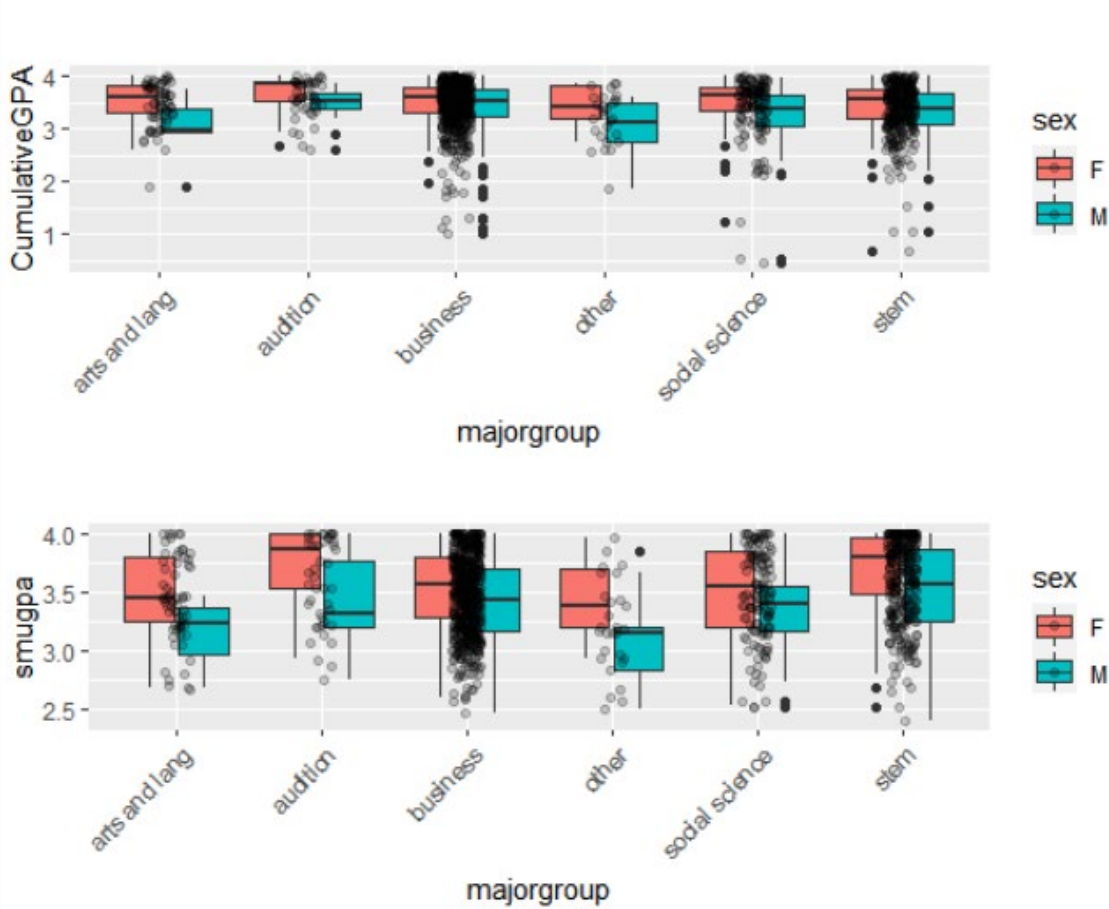 CumulativeGPA
4
3
2
1
arts and lang
audition
business
other
social science
stem
majorgroup
sex
F
M
smugpa
4.0
3.5
3.0
2.5
arts and lang
audition
business
other
social science
stem
majorgroup
sex
F
M